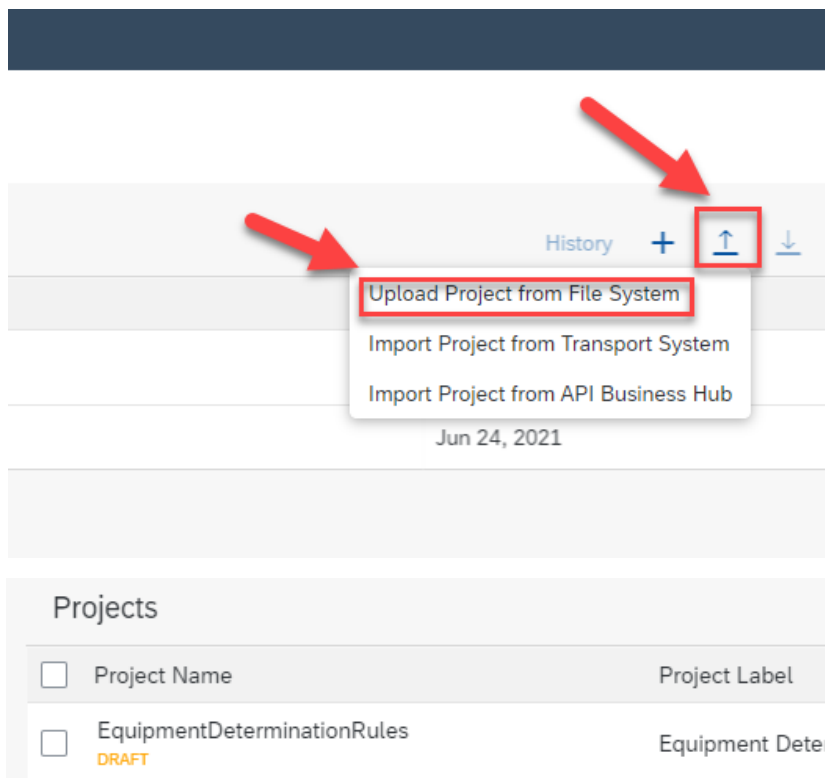 History
Upload Project from File System
Import Project from Transport System
Import Project from API Business Hub
Jun 24, 2021
Projects
Project Name Project Label
EquipmentDeterminationRules
DRAFT
Equipment